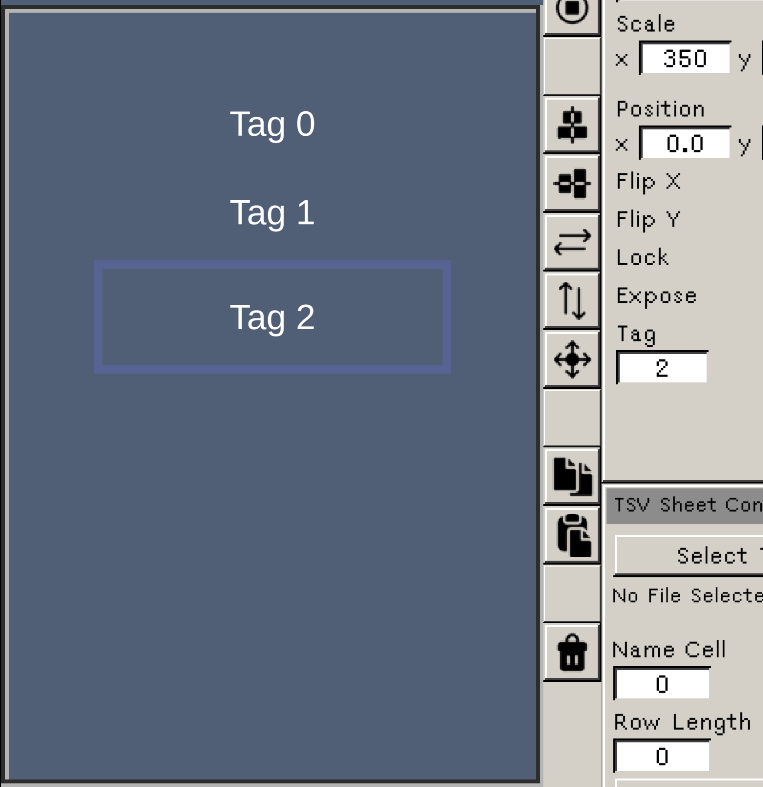 Tag 0
Tag 1
Tag 2
Scale
x 350 y
Position
x 0.0 y
Flip X
Flip Y
Lock
Expose
Tag
2
TSV Sheet Con
Select
No File Selecte
Name Cell
0
Row Length
0